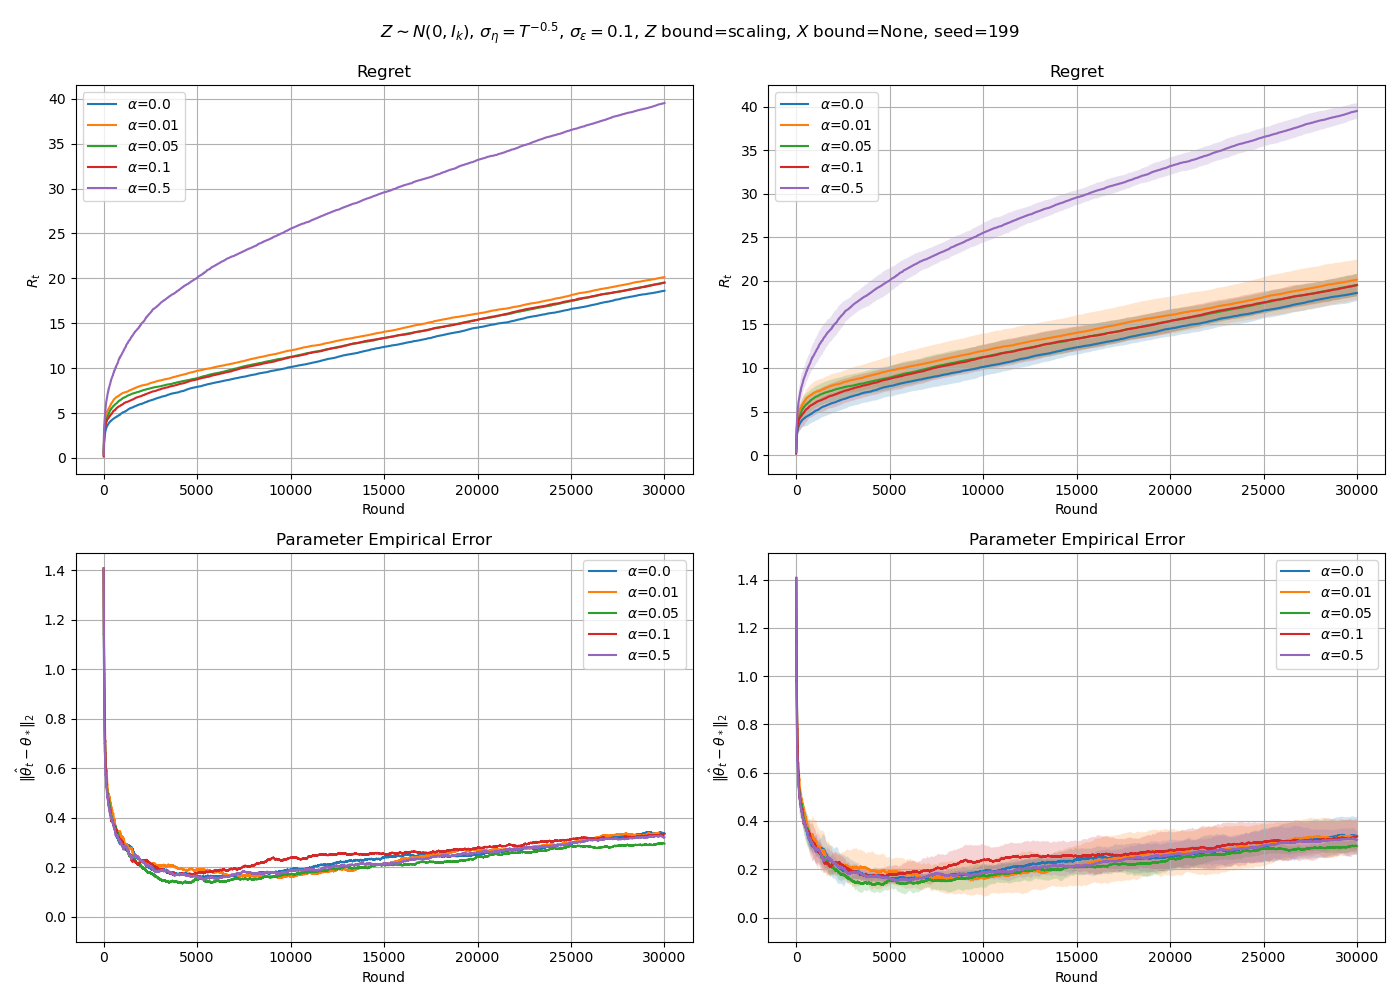 Z ∼ N(0, I_k), σ_η = T^{−0.5}, σ_ε = 0.1, Z bound=scaling, X bound=None, seed=199
Regret
R_t
40
35
30
25
20
15
10
5
0
α=0.0
α=0.01
α=0.05
α=0.1
α=0.5
0 5000 10000 15000 20000 25000 30000
Round
Regret
R_t
40
35
30
25
20
15
10
5
0
α=0.0
α=0.01
α=0.05
α=0.1
α=0.5
0 5000 10000 15000 20000 25000 30000
Round
Parameter Empirical Error
‖θ̂_t − θ_*‖_2
1.4
1.2
1.0
0.8
0.6
0.4
0.2
0.0
α=0.0
α=0.01
α=0.05
α=0.1
α=0.5
0 5000 10000 15000 20000 25000 30000
Round
Parameter Empirical Error
‖θ̂_t − θ_*‖_2
1.4
1.2
1.0
0.8
0.6
0.4
0.2
0.0
α=0.0
α=0.01
α=0.05
α=0.1
α=0.5
0 5000 10000 15000 20000 25000 30000
Round